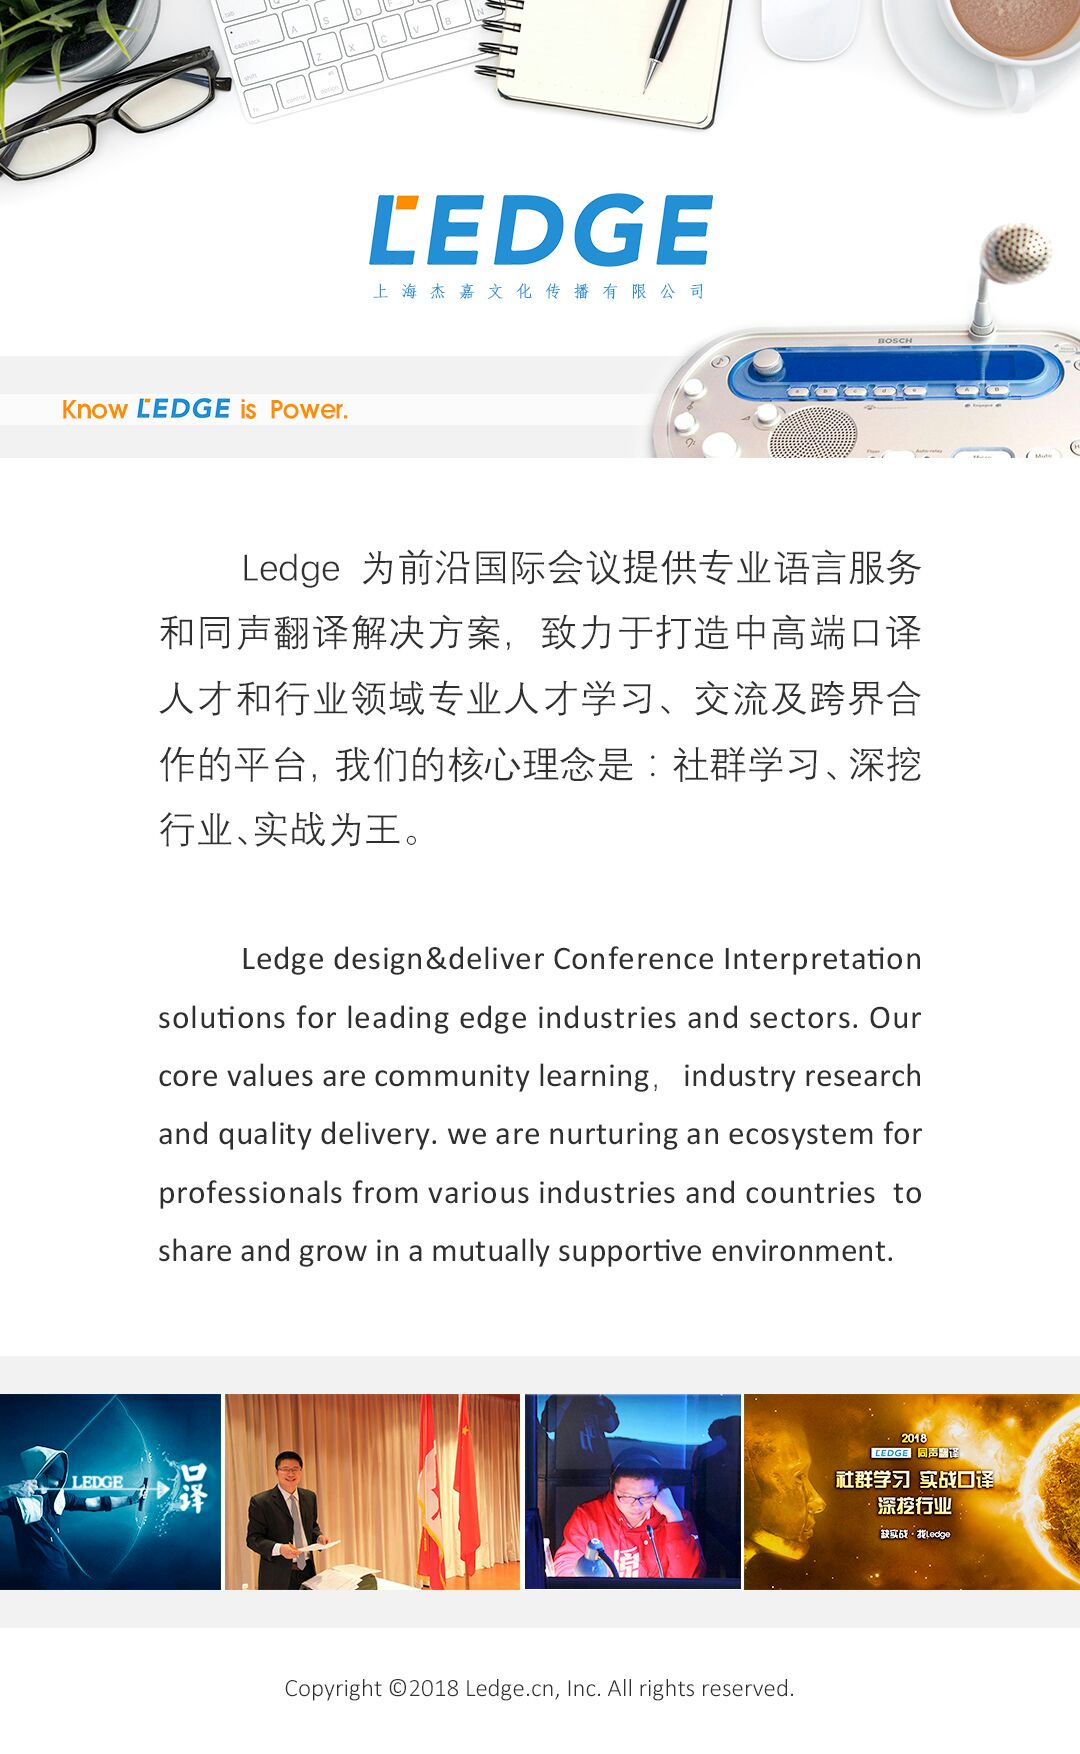 LEDGE
上海杰嘉文化传播有限公司
BOSCH
Know LEDGE is Power.
Ledge 为前沿国际会议提供专业语言服务
和同声翻译解决方案，致力于打造中高端口译
人才和行业领域专业人才学习、交流及跨界合
作的平台，我们的核心理念是：社群学习、深挖
行业、实战为王。
Ledge design&deliver Conference Interpretation
solutions for leading edge industries and sectors. Our
core values are community learning， industry research
and quality delivery. we are nurturing an ecosystem for
professionals from various industries and countries to
share and grow in a mutually supportive environment.
LEDGE
口译
2018
LEDGE 同声翻译
社群学习 实战口译
深挖行业
缺实战·找Ledge
Copyright ©2018 Ledge.cn, Inc. All rights reserved.